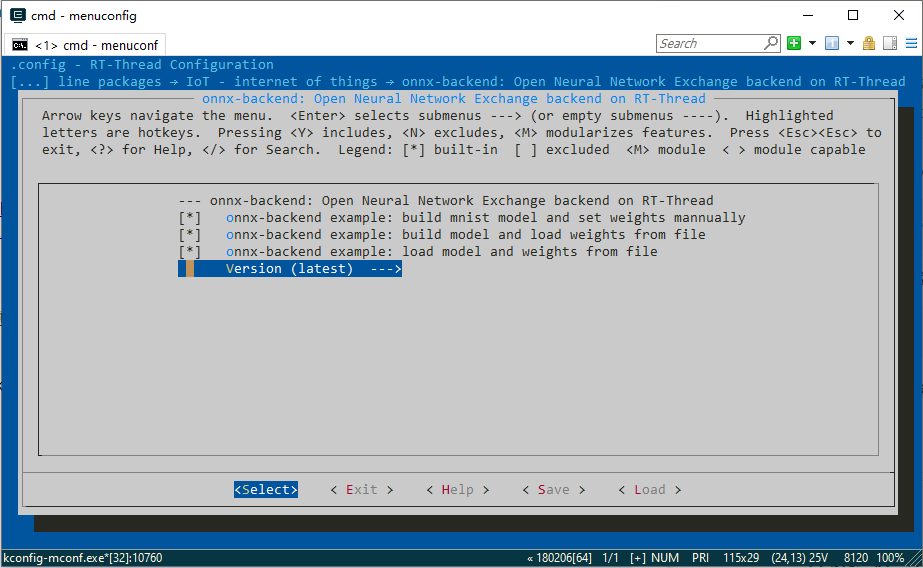 cmd - menuconfig
<1> cmd - menuconf
Search
.config - RT-Thread Configuration
[...] line packages → IoT - internet of things → onnx-backend: Open Neural Network Exchange backend on RT-Thread
onnx-backend: Open Neural Network Exchange backend on RT-Thread
Arrow keys navigate the menu.  <Enter> selects submenus ---> (or empty submenus ----).  Highlighted
letters are hotkeys.  Pressing <Y> includes, <N> excludes, <M> modularizes features.  Press <Esc><Esc> to
exit, <?> for Help, </> for Search.  Legend: [*] built-in  [ ] excluded  <M> module  < > module capable
--- onnx-backend: Open Neural Network Exchange backend on RT-Thread
[*]   onnx-backend example: build mnist model and set weights mannually
[*]   onnx-backend example: build model and load weights from file
[*]   onnx-backend example: load model and weights from file
Version (latest)  --->
<Select>    < Exit >    < Help >    < Save >    < Load >
kconfig-mconf.exe*[32]:10760    « 180206[64]  1/1  [+] NUM  PRI  115x29  (24,13) 25V  8120  100%